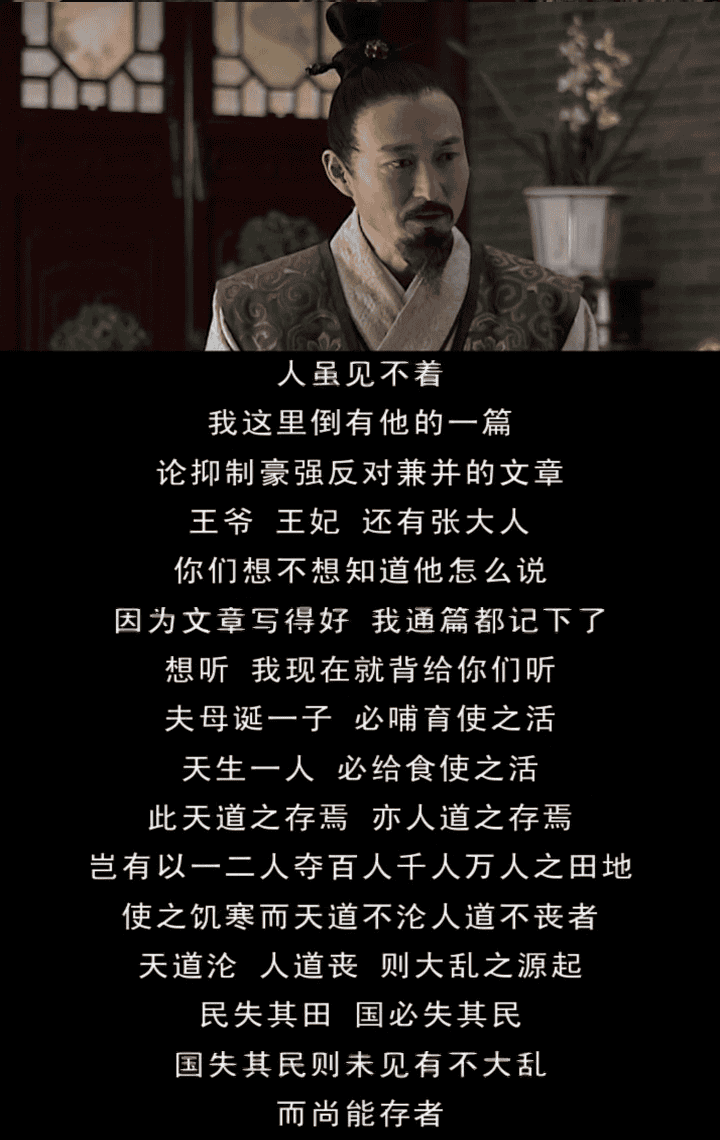 人虽见不着
我这里倒有他的一篇
论抑制豪强反对兼并的文章
王爷 王妃 还有张大人
你们想不想知道他怎么说
因为文章写得好 我通篇都记下了
想听 我现在就背给你们听
夫母诞一子 必哺育使之活
天生一人 必给食使之活
此天道之存焉 亦人道之存焉
岂有以一二人夺百人千人万人之田地
使之饥寒而天道不沦人道不丧者
天道沦 人道丧 则大乱之源起
民失其田 国必失其民
国失其民则未见有不大乱
而尚能存者